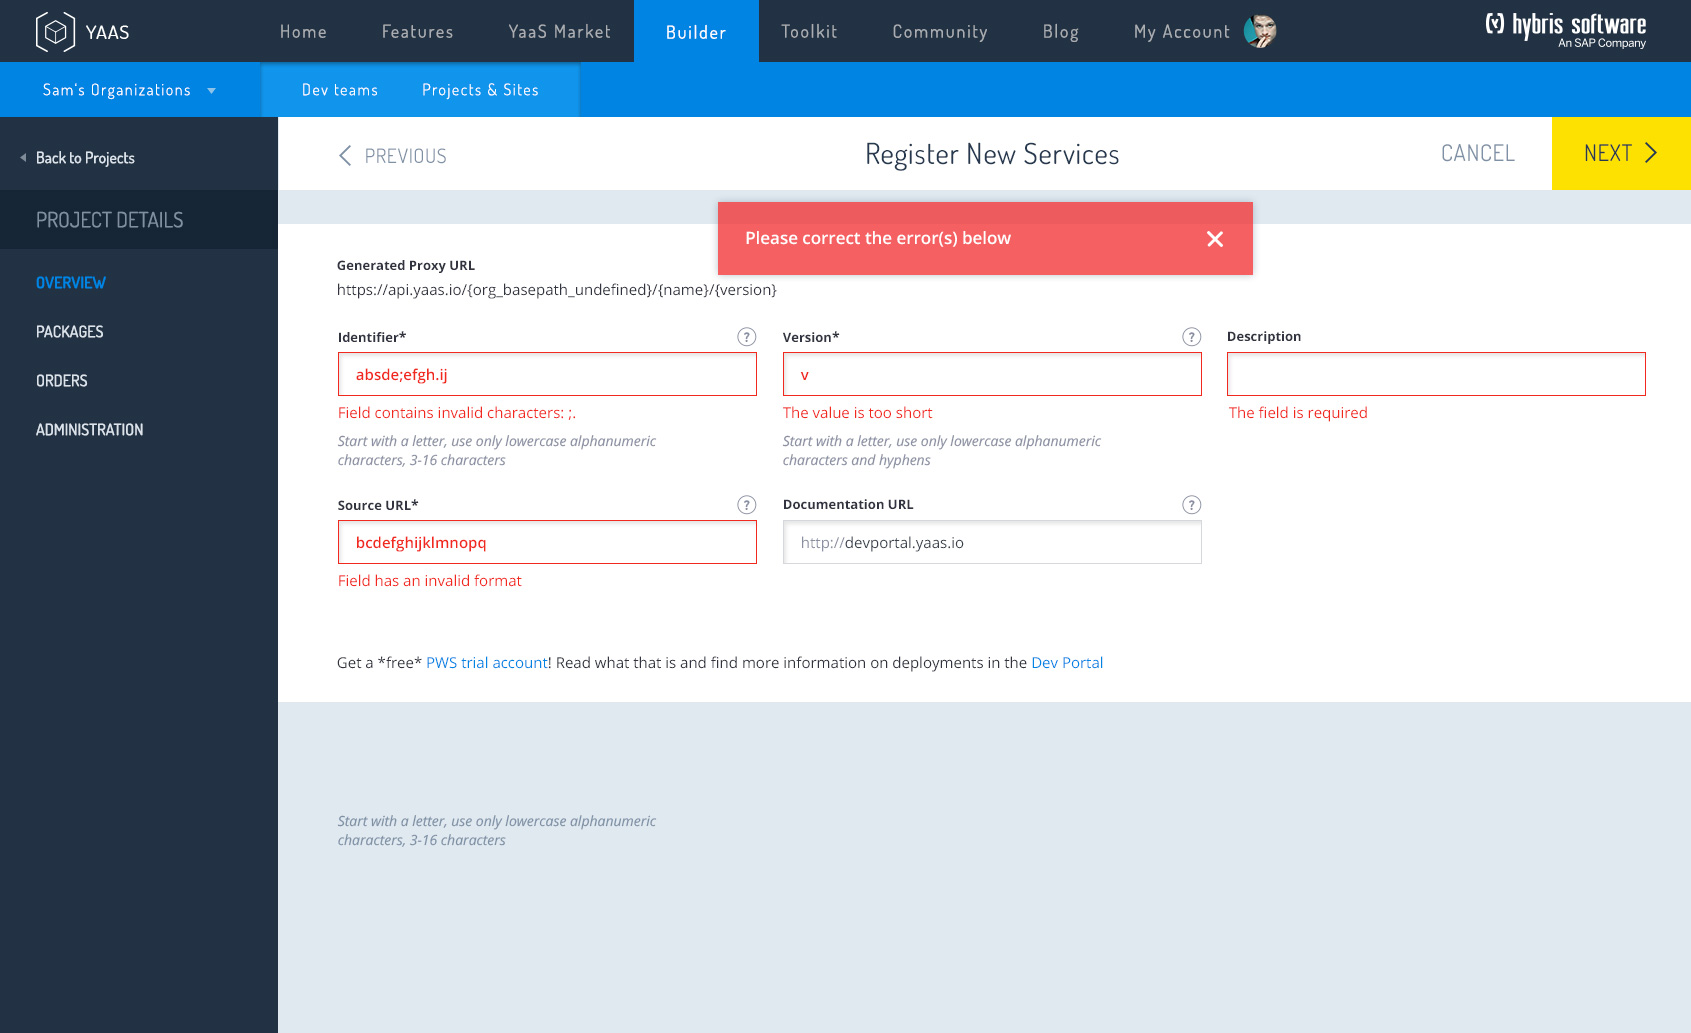 YAAS
Home
Features
YaaS Market
Builder
Toolkit
Community
Blog
My Account
hybris software
An SAP Company
Sam's Organizations
Dev teams
Projects & Sites
Back to Projects
PREVIOUS
Register New Services
CANCEL
NEXT
PROJECT DETAILS
OVERVIEW
PACKAGES
ORDERS
ADMINISTRATION
Please correct the error(s) below
Generated Proxy URL
https://api.yaas.io/{org_basepath_undefined}/{name}/{version}
Identifier*
?
absde;efgh.ij
Field contains invalid characters: ;.
Start with a letter, use only lowercase alphanumeric
characters, 3-16 characters
Version*
?
v
The value is too short
Start with a letter, use only lowercase alphanumeric
characters and hyphens
Description
The field is required
Source URL*
?
bcdefghijklmnopq
Field has an invalid format
Documentation URL
?
http://devportal.yaas.io
Get a *free* PWS trial account! Read what that is and find more information on deployments in the Dev Portal
Start with a letter, use only lowercase alphanumeric
characters, 3-16 characters